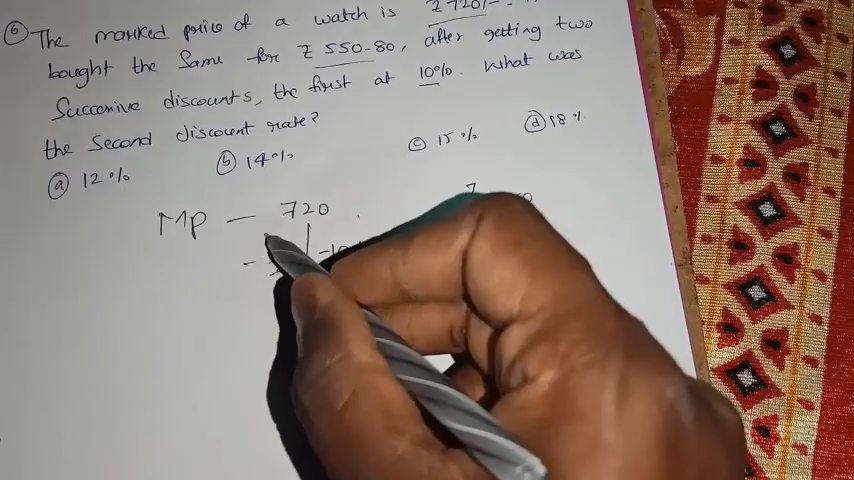 ⑥ The marked price of a watch is ₹ 720/-
bought the same for ₹ 550-80, after getting two
Successive discounts, the first at 10%. What was
the Second discount rate?
ⓐ 12% ⓑ 14% ⓒ 15% ⓓ 18%
MP — 720